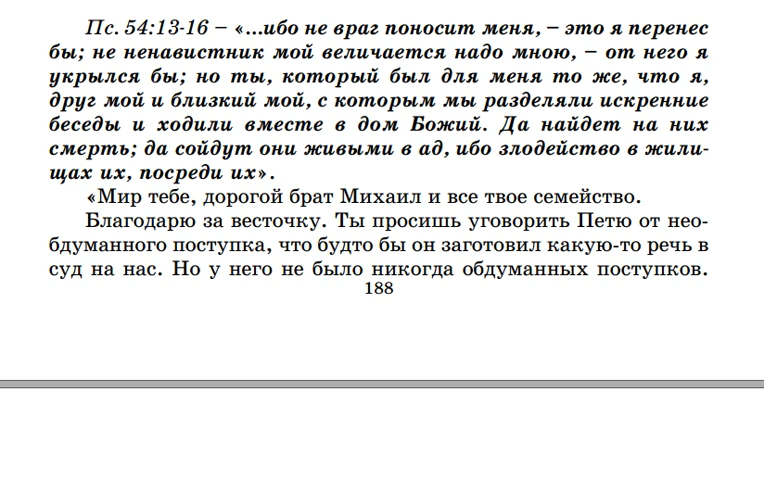 Пс. 54:13-16 – «...ибо не враг поносит меня, – это я перенес
бы; не ненавистник мой величается надо мною, – от него я
укрылся бы; но ты, который был для меня то же, что я,
друг мой и близкий мой, с которым мы разделяли искренние
беседы и ходили вместе в дом Божий. Да найдет на них
смерть; да сойдут они живыми в ад, ибо злодейство в жили-
щах их, посреди их».
«Мир тебе, дорогой брат Михаил и все твое семейство.
Благодарю за весточку. Ты просишь уговорить Петю от нео-
бдуманного поступка, что будто бы он заготовил какую-то речь в
суд на нас. Но у него не было никогда обдуманных поступков.
188